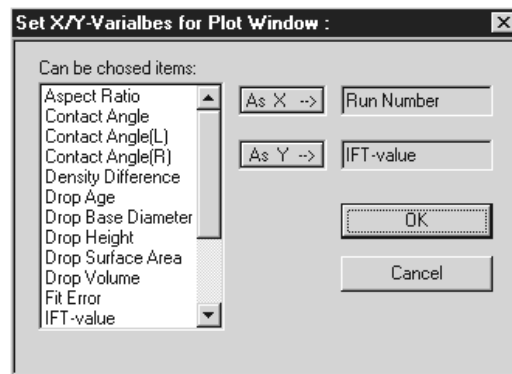 Set X/Y-Varialbes for Plot Window :
Can be chosed items:
Aspect Ratio
Contact Angle
Contact Angle(L)
Contact Angle(R)
Density Difference
Drop Age
Drop Base Diameter
Drop Height
Drop Surface Area
Drop Volume
Fit Error
IFT-value
As X -->
Run Number
As Y -->
IFT-value
OK
Cancel